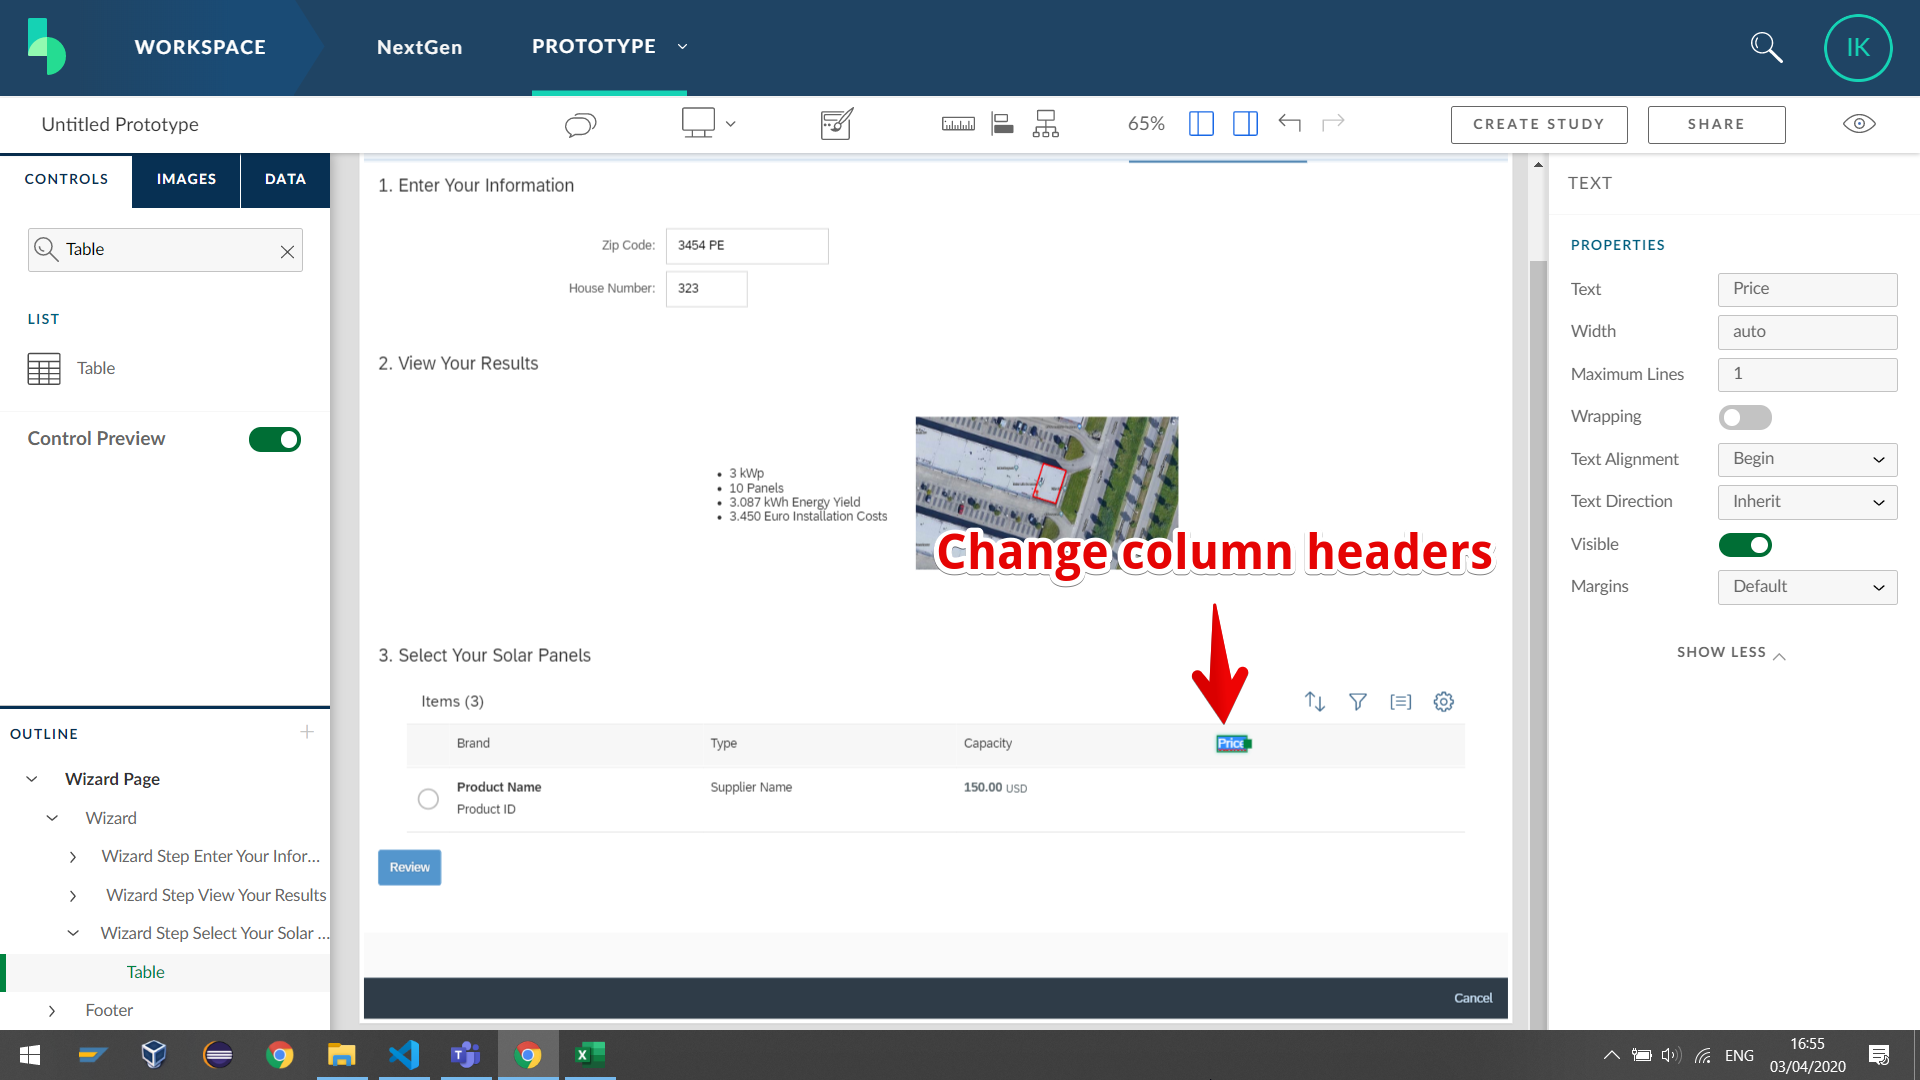 WORKSPACE
NextGen
PROTOTYPE
IK
Untitled Prototype
65%
CREATE STUDY
SHARE
CONTROLS
IMAGES
DATA
Table
LIST
Table
Control Preview
OUTLINE
Wizard Page
Wizard
Wizard Step Enter Your Infor...
Wizard Step View Your Results
Wizard Step Select Your Solar ...
Table
Footer
1. Enter Your Information
Zip Code: 3454 PE
House Number: 323
2. View Your Results
3 kWp
10 Panels
3.087 kWh Energy Yield
3.450 Euro Installation Costs
Change column headers
3. Select Your Solar Panels
Items (3)
Brand Type Capacity Price
Product Name Supplier Name 150.00 USD
Product ID
Review
Cancel
TEXT
PROPERTIES
Text Price
Width auto
Maximum Lines 1
Wrapping
Text Alignment Begin
Text Direction Inherit
Visible
Margins Default
SHOW LESS
ENG
16:55
03/04/2020